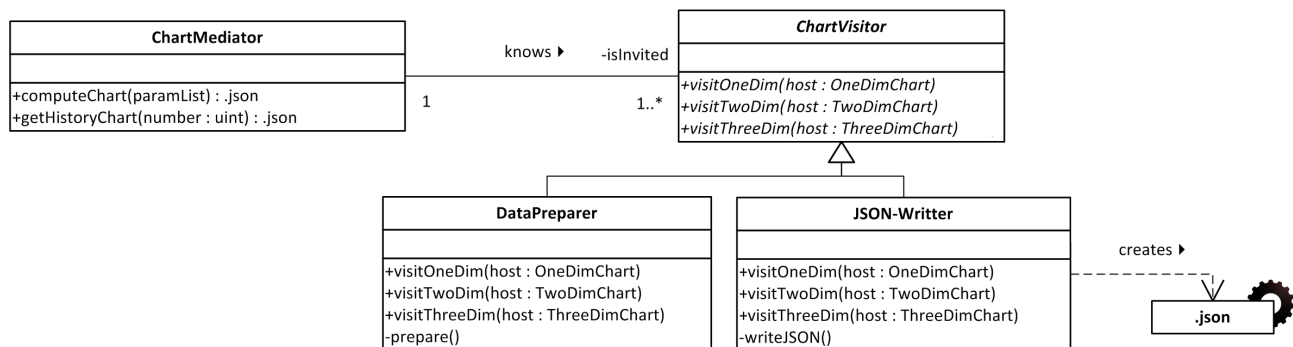 ChartMediator
+computeChart(paramList) : .json
+getHistoryChart(number : uint) : .json
knows
-isInvited
1
1..*
ChartVisitor
+visitOneDim(host : OneDimChart)
+visitTwoDim(host : TwoDimChart)
+visitThreeDim(host : ThreeDimChart)
DataPreparer
+visitOneDim(host : OneDimChart)
+visitTwoDim(host : TwoDimChart)
+visitThreeDim(host : ThreeDimChart)
-prepare()
JSON-Writter
+visitOneDim(host : OneDimChart)
+visitTwoDim(host : TwoDimChart)
+visitThreeDim(host : ThreeDimChart)
-writeJSON()
creates
.json